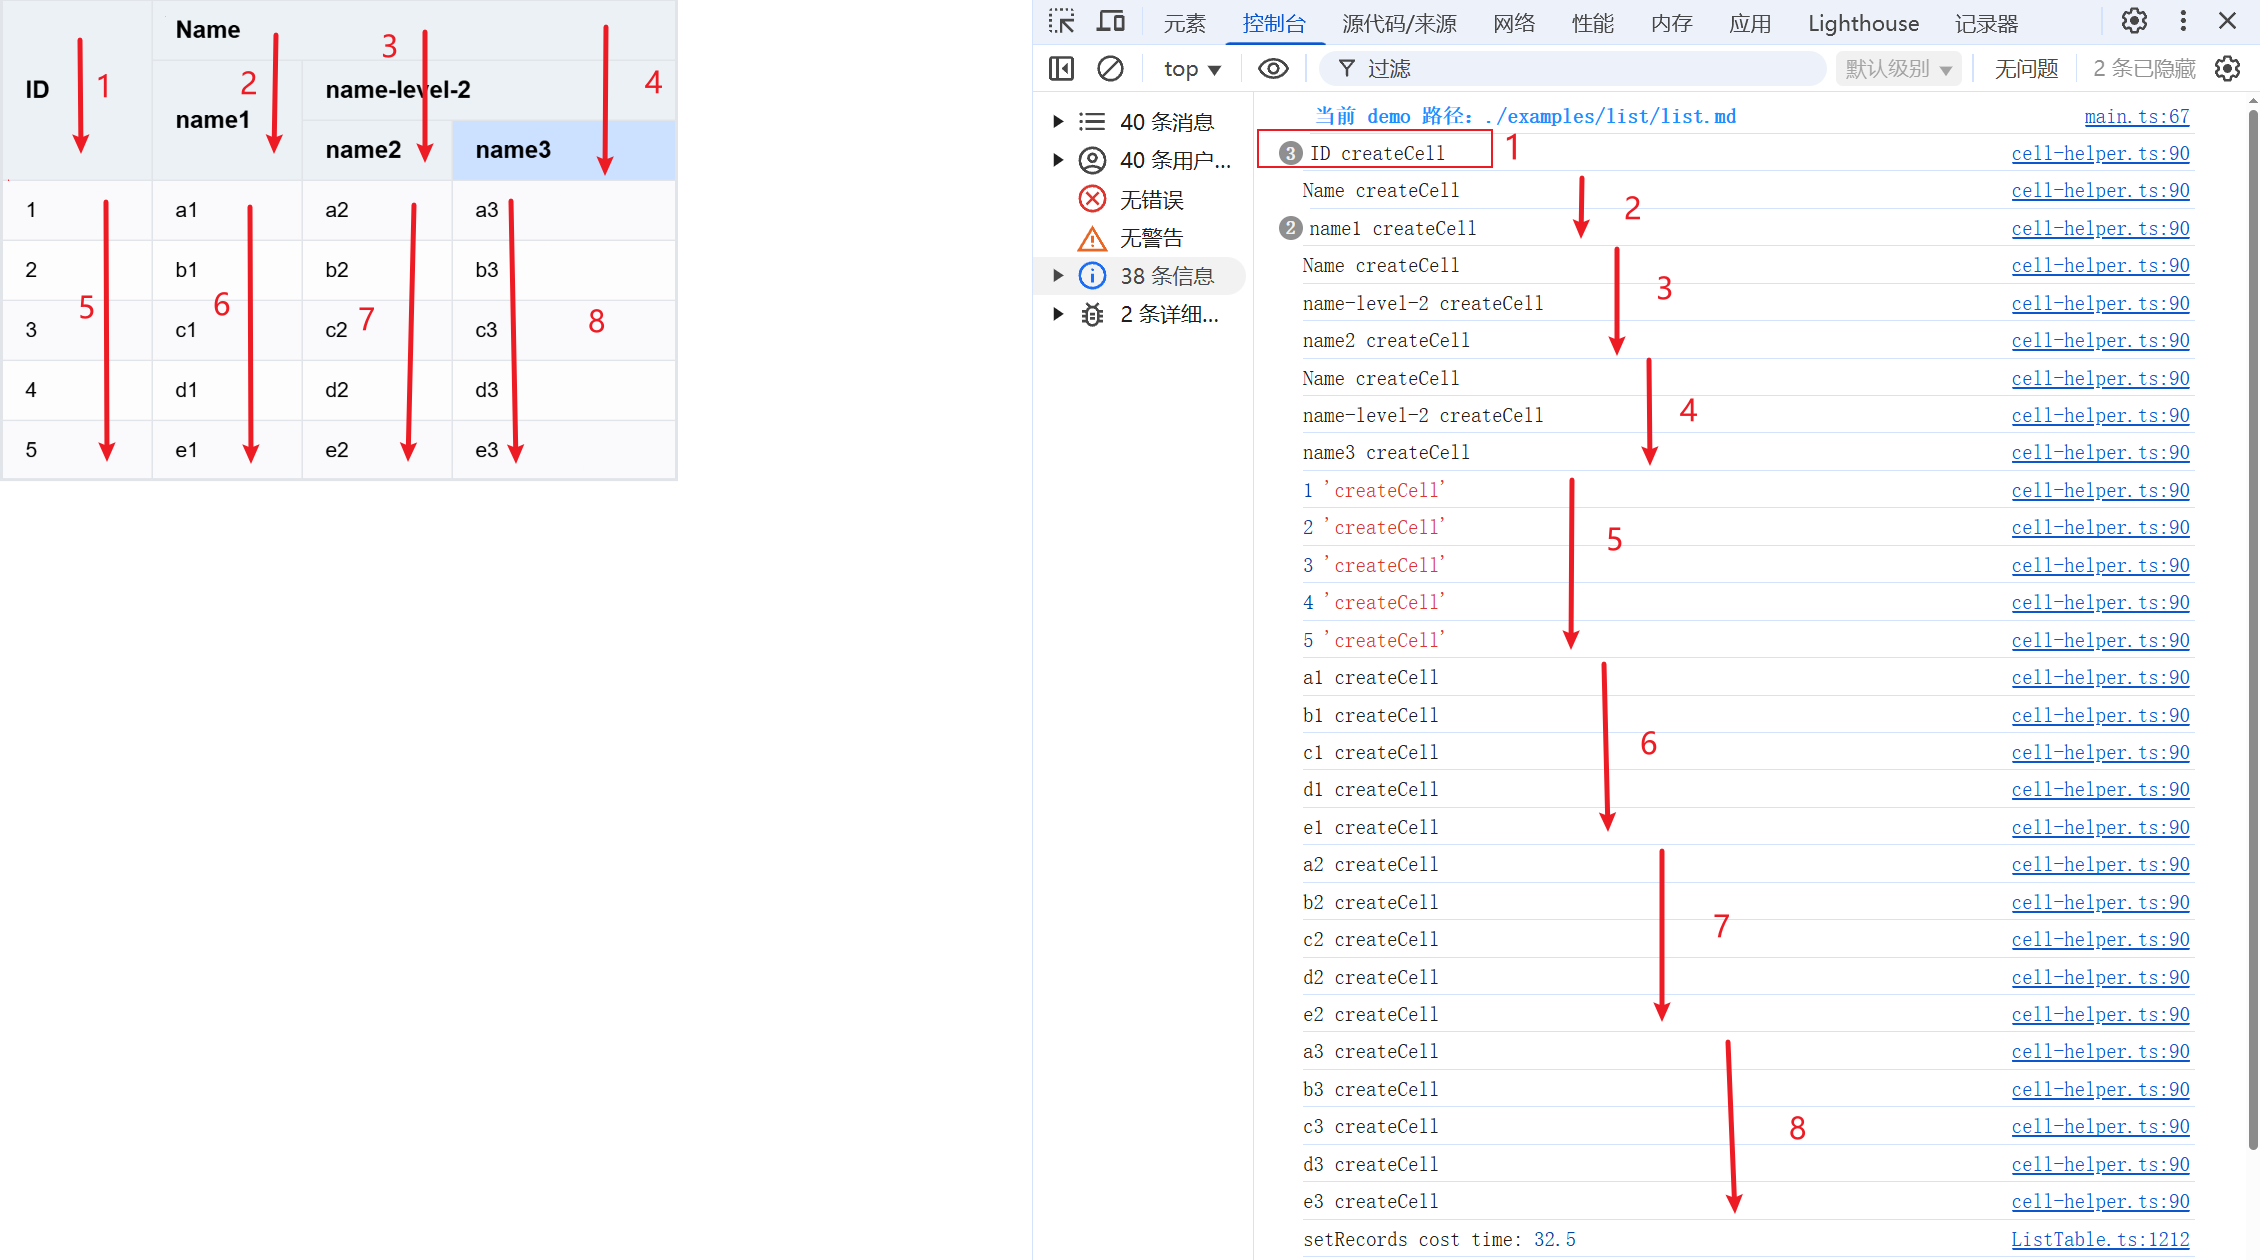 ID
Name
name1
name-level-2
name2
name3
1
2
3
4
1 a1 a2 a3
2 b1 b2 b3
3 c1 c2 c3
4 d1 d2 d3
5 e1 e2 e3
5
6
7
8
元素 控制台 源代码/来源 网络 性能 内存 应用 Lighthouse 记录器
top 过滤 默认级别 无问题 2 条已隐藏
40 条消息
40 条用户...
无错误
无警告
38 条信息
2 条详细...
当前 demo 路径: ./examples/list/list.md main.ts:67
3 ID createCell cell-helper.ts:90
1
Name createCell cell-helper.ts:90
2
2 name1 createCell cell-helper.ts:90
Name createCell cell-helper.ts:90
name-level-2 createCell cell-helper.ts:90
3
name2 createCell cell-helper.ts:90
Name createCell cell-helper.ts:90
name-level-2 createCell cell-helper.ts:90
4
name3 createCell cell-helper.ts:90
1 'createCell' cell-helper.ts:90
2 'createCell' cell-helper.ts:90
5
3 'createCell' cell-helper.ts:90
4 'createCell' cell-helper.ts:90
5 'createCell' cell-helper.ts:90
a1 createCell cell-helper.ts:90
b1 createCell cell-helper.ts:90
6
c1 createCell cell-helper.ts:90
d1 createCell cell-helper.ts:90
e1 createCell cell-helper.ts:90
a2 createCell cell-helper.ts:90
b2 createCell cell-helper.ts:90
7
c2 createCell cell-helper.ts:90
d2 createCell cell-helper.ts:90
e2 createCell cell-helper.ts:90
a3 createCell cell-helper.ts:90
b3 createCell cell-helper.ts:90
c3 createCell cell-helper.ts:90
8
d3 createCell cell-helper.ts:90
e3 createCell cell-helper.ts:90
setRecords cost time: 32.5 ListTable.ts:1212